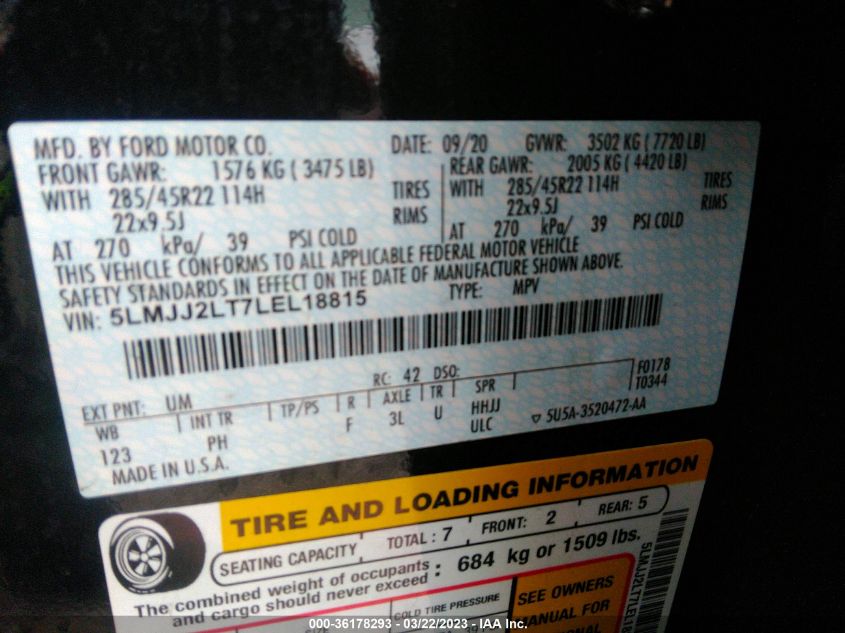 MFD. BY FORD MOTOR CO. DATE: 09/20 GVWR: 3502 KG ( 7720 LB)
FRONT GAWR: 1576 KG ( 3475 LB) REAR GAWR: 2005 KG ( 4420 LB)
WITH 285/45R22 114H TIRES WITH 285/45R22 114H TIRES
22x9.5J RIMS 22x9.5J RIMS
AT 270 kPa/ 39 PSI COLD AT 270 kPa/ 39 PSI COLD
THIS VEHICLE CONFORMS TO ALL APPLICABLE FEDERAL MOTOR VEHICLE
SAFETY STANDARDS IN EFFECT ON THE DATE OF MANUFACTURE SHOWN ABOVE.
VIN: 5LMJJ2LT7LEL18815 TYPE: MPV
EXT PNT: UM RC: 42 DSO: F0178
T0344
WB INT TR TP/PS R AXLE TR SPR
123 PH F 3L U HHJJ
ULC
5U5A-3520472-AA
MADE IN U.S.A.
TIRE AND LOADING INFORMATION
SEATING CAPACITY TOTAL : 7 FRONT: 2 REAR: 5
The combined weight of occupants and cargo should never exceed : 684 kg or 1509 lbs.
COLD TIRE PRESSURE
SEE OWNERS
MANUAL FOR
000-36178293 - 03/22/2023 - IAA Inc.